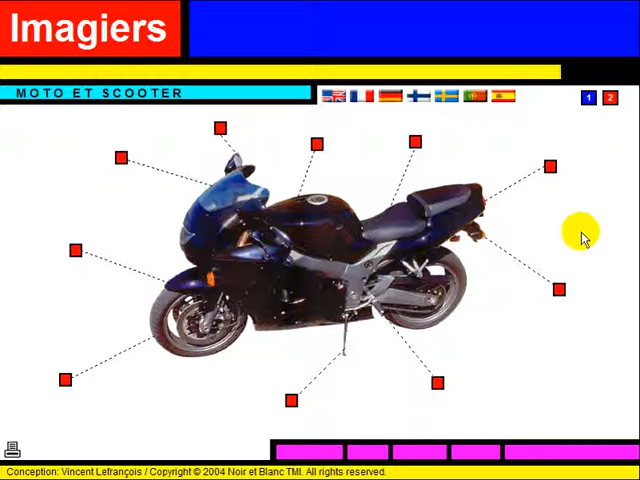 Imagiers
MOTO ET SCOOTER
1 2
Conception: Vincent Lefrançois / Copyright © 2004 Noir et Blanc TMI. All rights reserved.